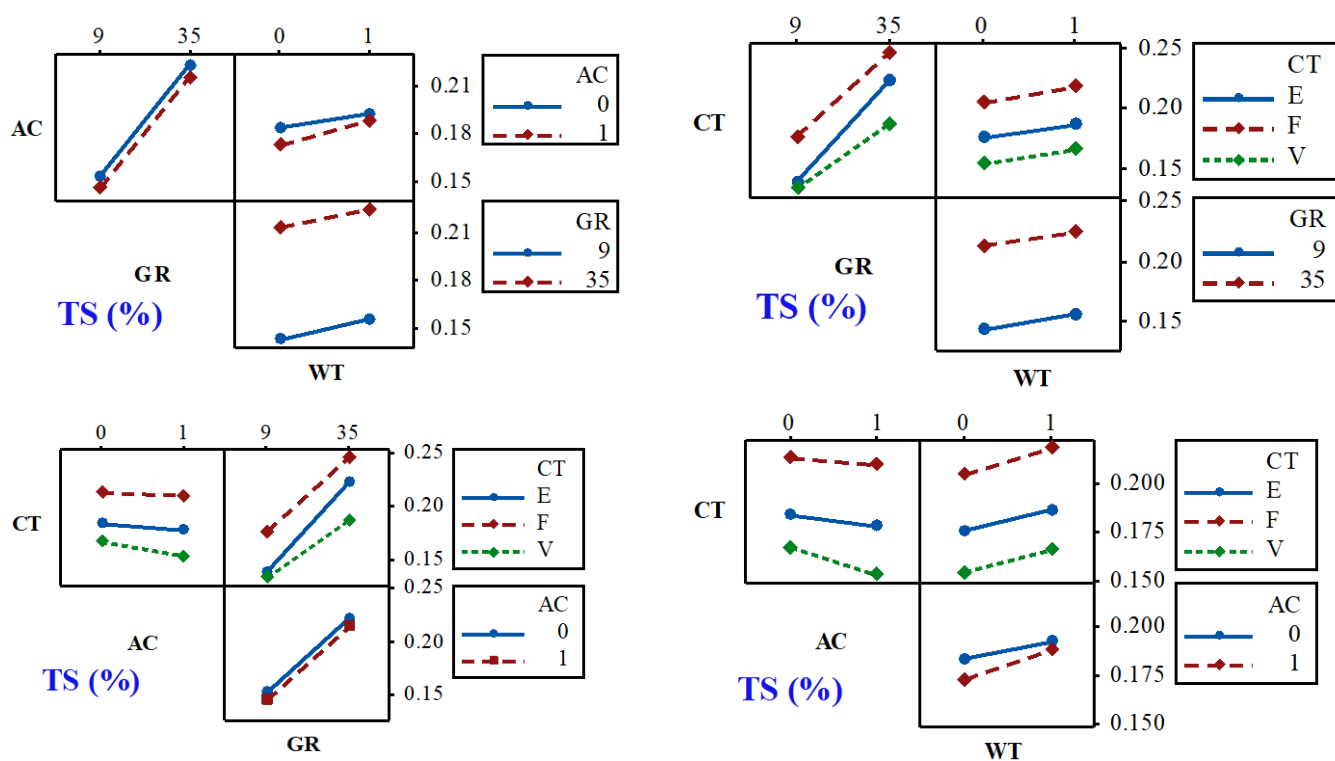 9 35 0 1
AC
0.21
0.18
0.15
AC
0
1
GR
0.21
0.18
0.15
GR
9
35
TS (%)
WT
9 35 0 1
CT
0.25
0.20
0.15
CT
E
F
V
GR
0.25
0.20
0.15
GR
9
35
TS (%)
WT
0 1 9 35
CT
0.25
0.20
0.15
CT
E
F
V
AC
0.25
0.20
0.15
AC
0
1
TS (%)
GR
0 1 0 1
CT
0.200
0.175
0.150
CT
E
F
V
AC
0.200
0.175
0.150
AC
0
1
TS (%)
WT